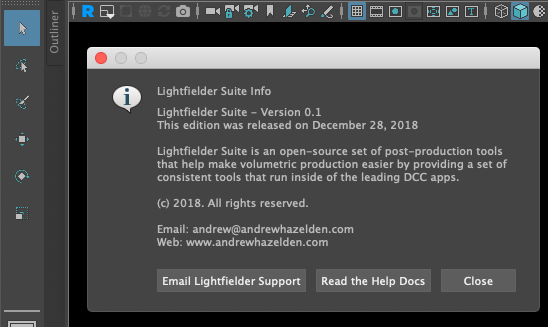 R
T
Outliner
Lightfielder Suite Info
Lightfielder Suite – Version 0.1
This edition was released on December 28, 2018
Lightfielder Suite is an open-source set of post-production tools
that help make volumetric production easier by providing a set of
consistent tools that run inside of the leading DCC apps.
(c) 2018. All rights reserved.
Email: andrew@andrewhazelden.com
Web: www.andrewhazelden.com
Email Lightfielder Support
Read the Help Docs
Close